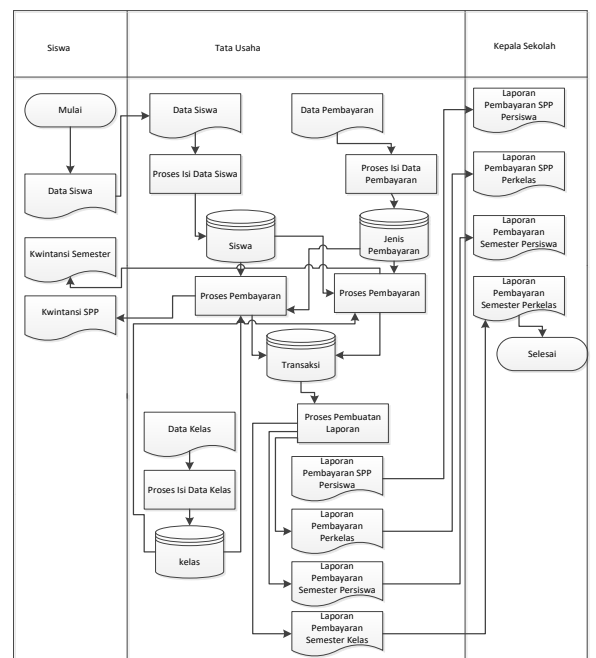 Siswa
Tata Usaha
Kepala Sekolah
Mulai
Data Siswa
Kwintansi Semester
Kwintansi SPP
Data Siswa
Data Pembayaran
Proses Isi Data Siswa
Proses Isi Data
Pembayaran
Siswa
Jenis
Pembayaran
Proses Pembayaran
Proses Pembayaran
Transaksi
Proses Pembuatan
Laporan
Data Kelas
Proses Isi Data Kelas
kelas
Laporan
Pembayaran SPP
Persiswa
Laporan
Pembayaran
Perkelas
Laporan
Pembayaran
Semester Persiswa
Laporan
Pembayaran
Semester Kelas
Laporan
Pembayaran SPP
Persiswa
Laporan
Pembayaran SPP
Perkelas
Laporan
Pembayaran
Semester Persiswa
Laporan
Pembayaran
Semester Perkelas
Selesai